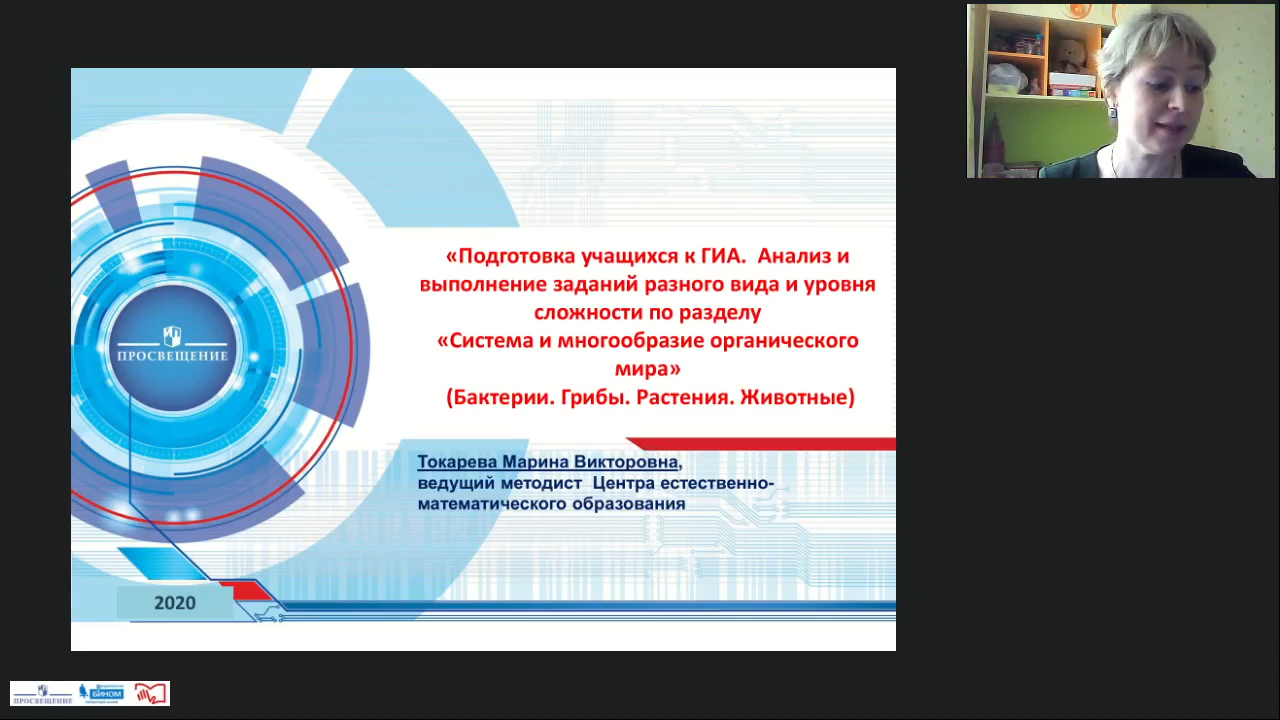 «Подготовка учащихся к ГИА.  Анализ и
выполнение заданий разного вида и уровня
сложности по разделу
«Система и многообразие органического
мира»
(Бактерии. Грибы. Растения. Животные)
ПРОСВЕЩЕНИЕ
Токарева Марина Викторовна,
ведущий методист  Центра естественно-
математического образования
2020
ПРОСВЕЩЕНИЕ
БИНОМ